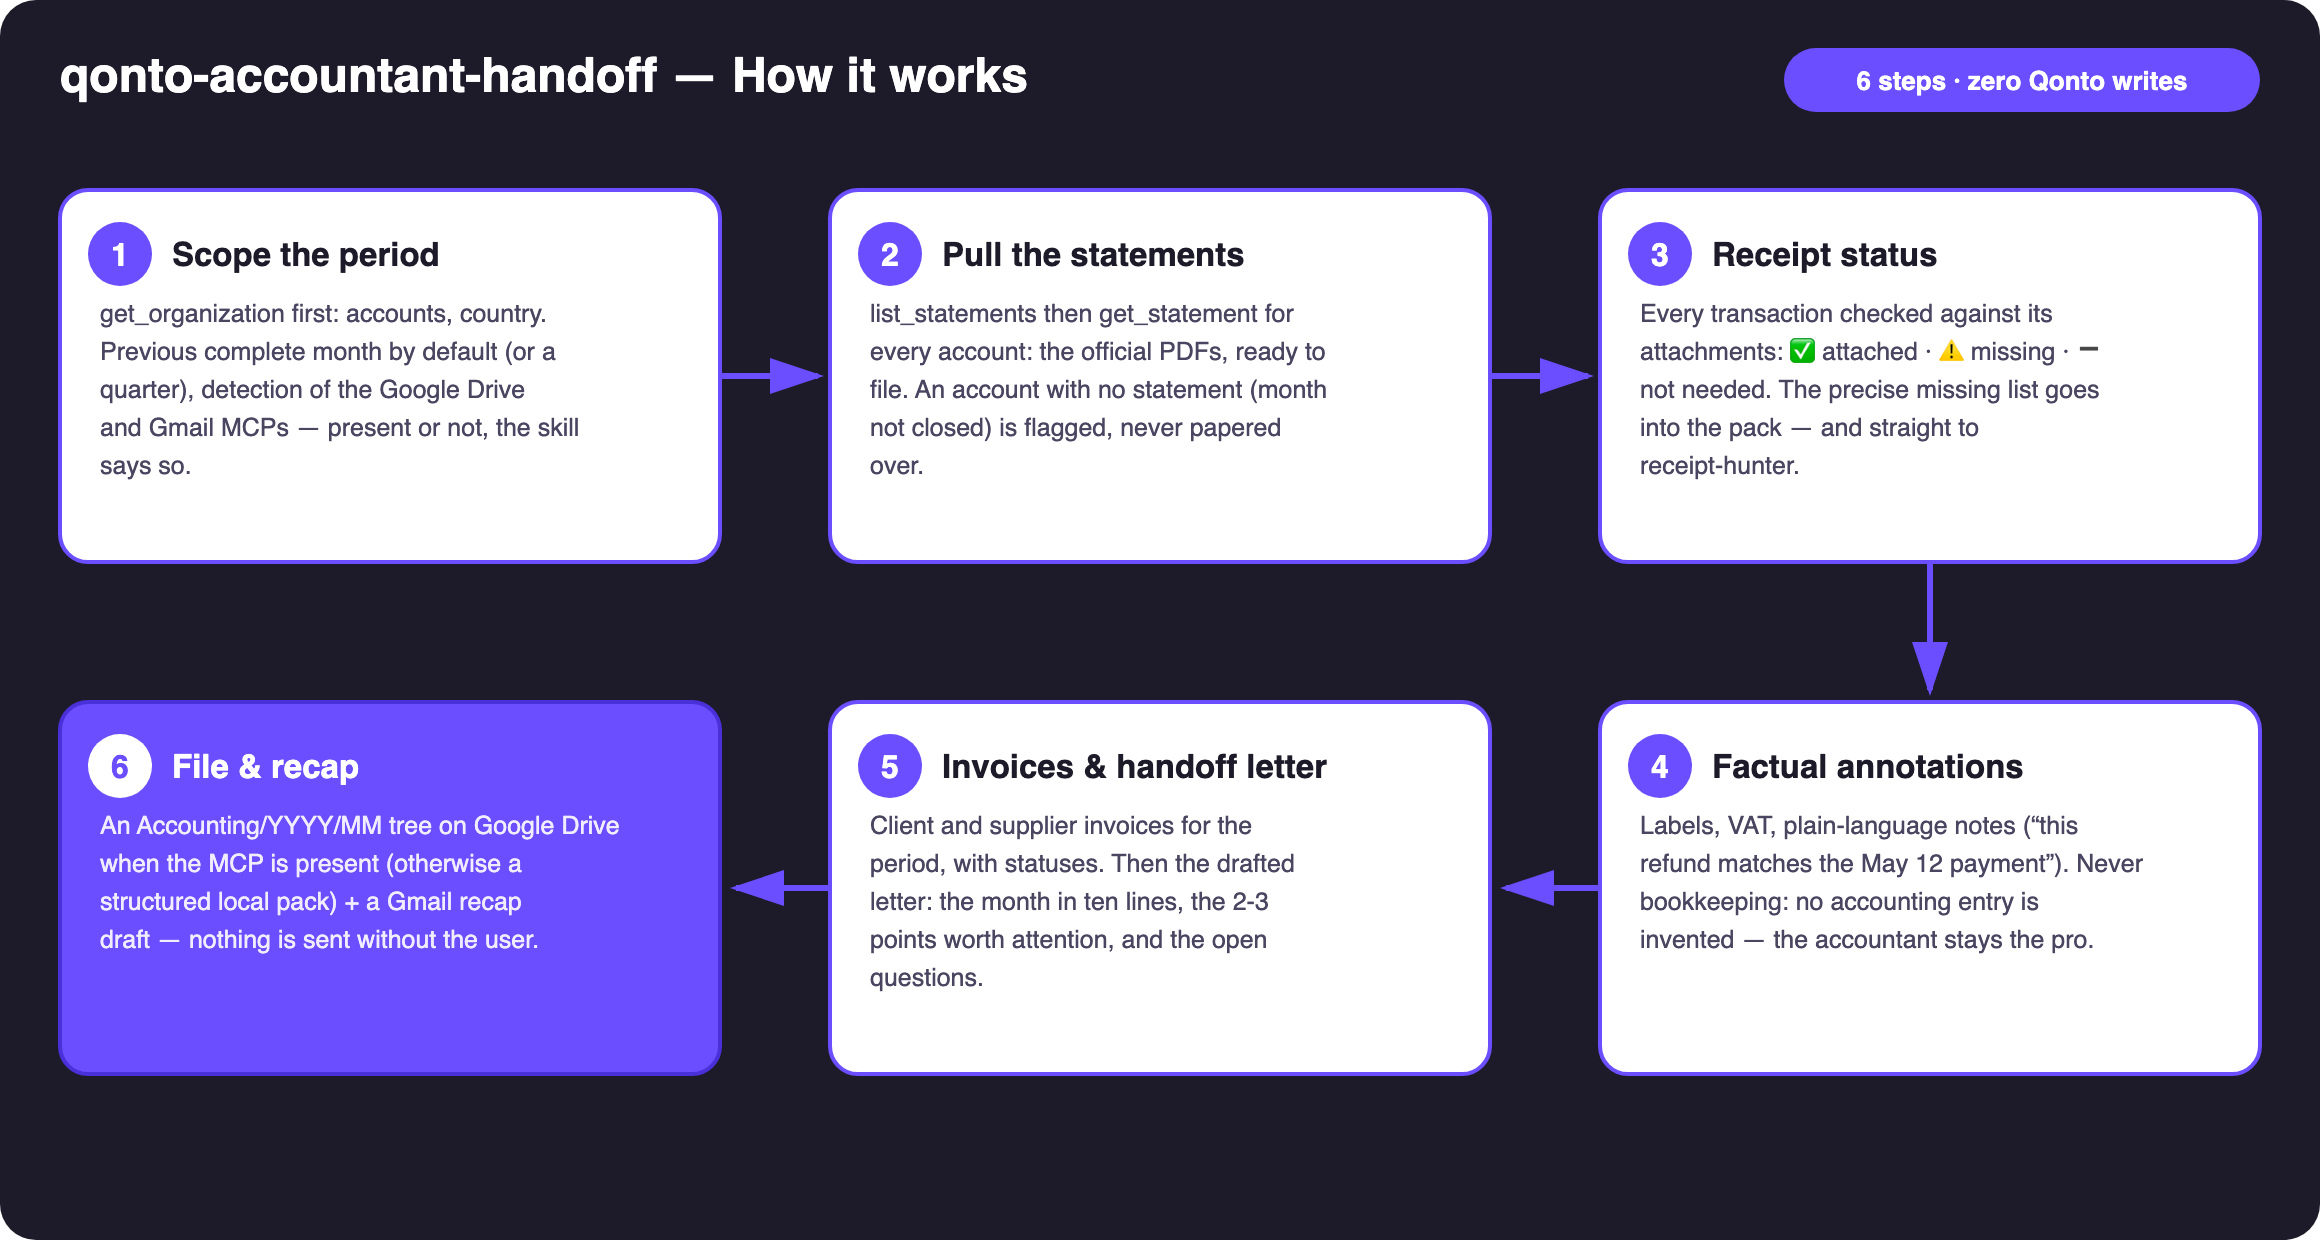 qonto-accountant-handoff — How it works
6 steps · zero Qonto writes
1
Scope the period
get_organization first: accounts, country.
Previous complete month by default (or a
quarter), detection of the Google Drive
and Gmail MCPs — present or not, the skill
says so.
2
Pull the statements
list_statements then get_statement for
every account: the official PDFs, ready to
file. An account with no statement (month
not closed) is flagged, never papered
over.
3
Receipt status
Every transaction checked against its
attachments: ✅ attached · ⚠️ missing · ➖
not needed. The precise missing list goes
into the pack — and straight to
receipt-hunter.
4
Factual annotations
Labels, VAT, plain-language notes (“this
refund matches the May 12 payment”). Never
bookkeeping: no accounting entry is
invented — the accountant stays the pro.
5
Invoices & handoff letter
Client and supplier invoices for the
period, with statuses. Then the drafted
letter: the month in ten lines, the 2-3
points worth attention, and the open
questions.
6
File & recap
An Accounting/YYYY/MM tree on Google Drive
when the MCP is present (otherwise a
structured local pack) + a Gmail recap
draft — nothing is sent without the user.